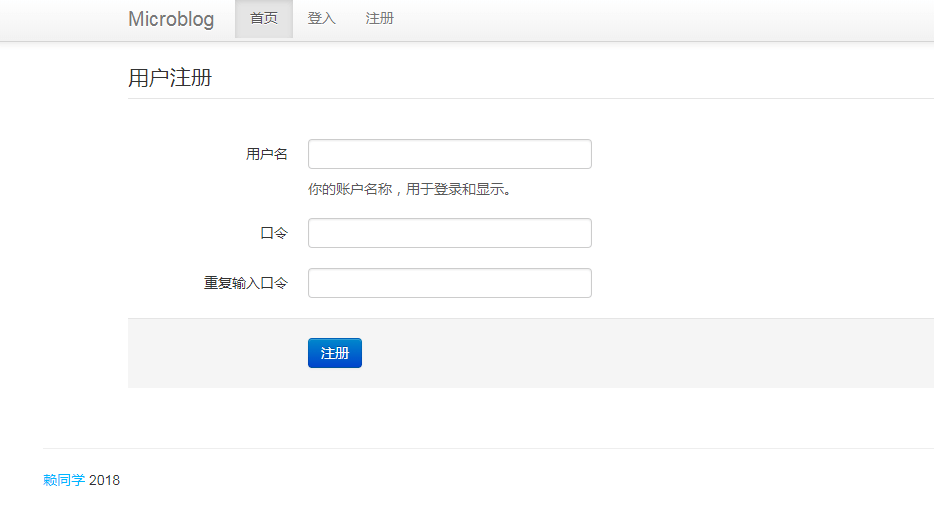 Microblog 首页 登入 注册
用户注册
用户名
你的账户名称，用于登录和显示。
口令
重复输入口令
注册
赖同学 2018